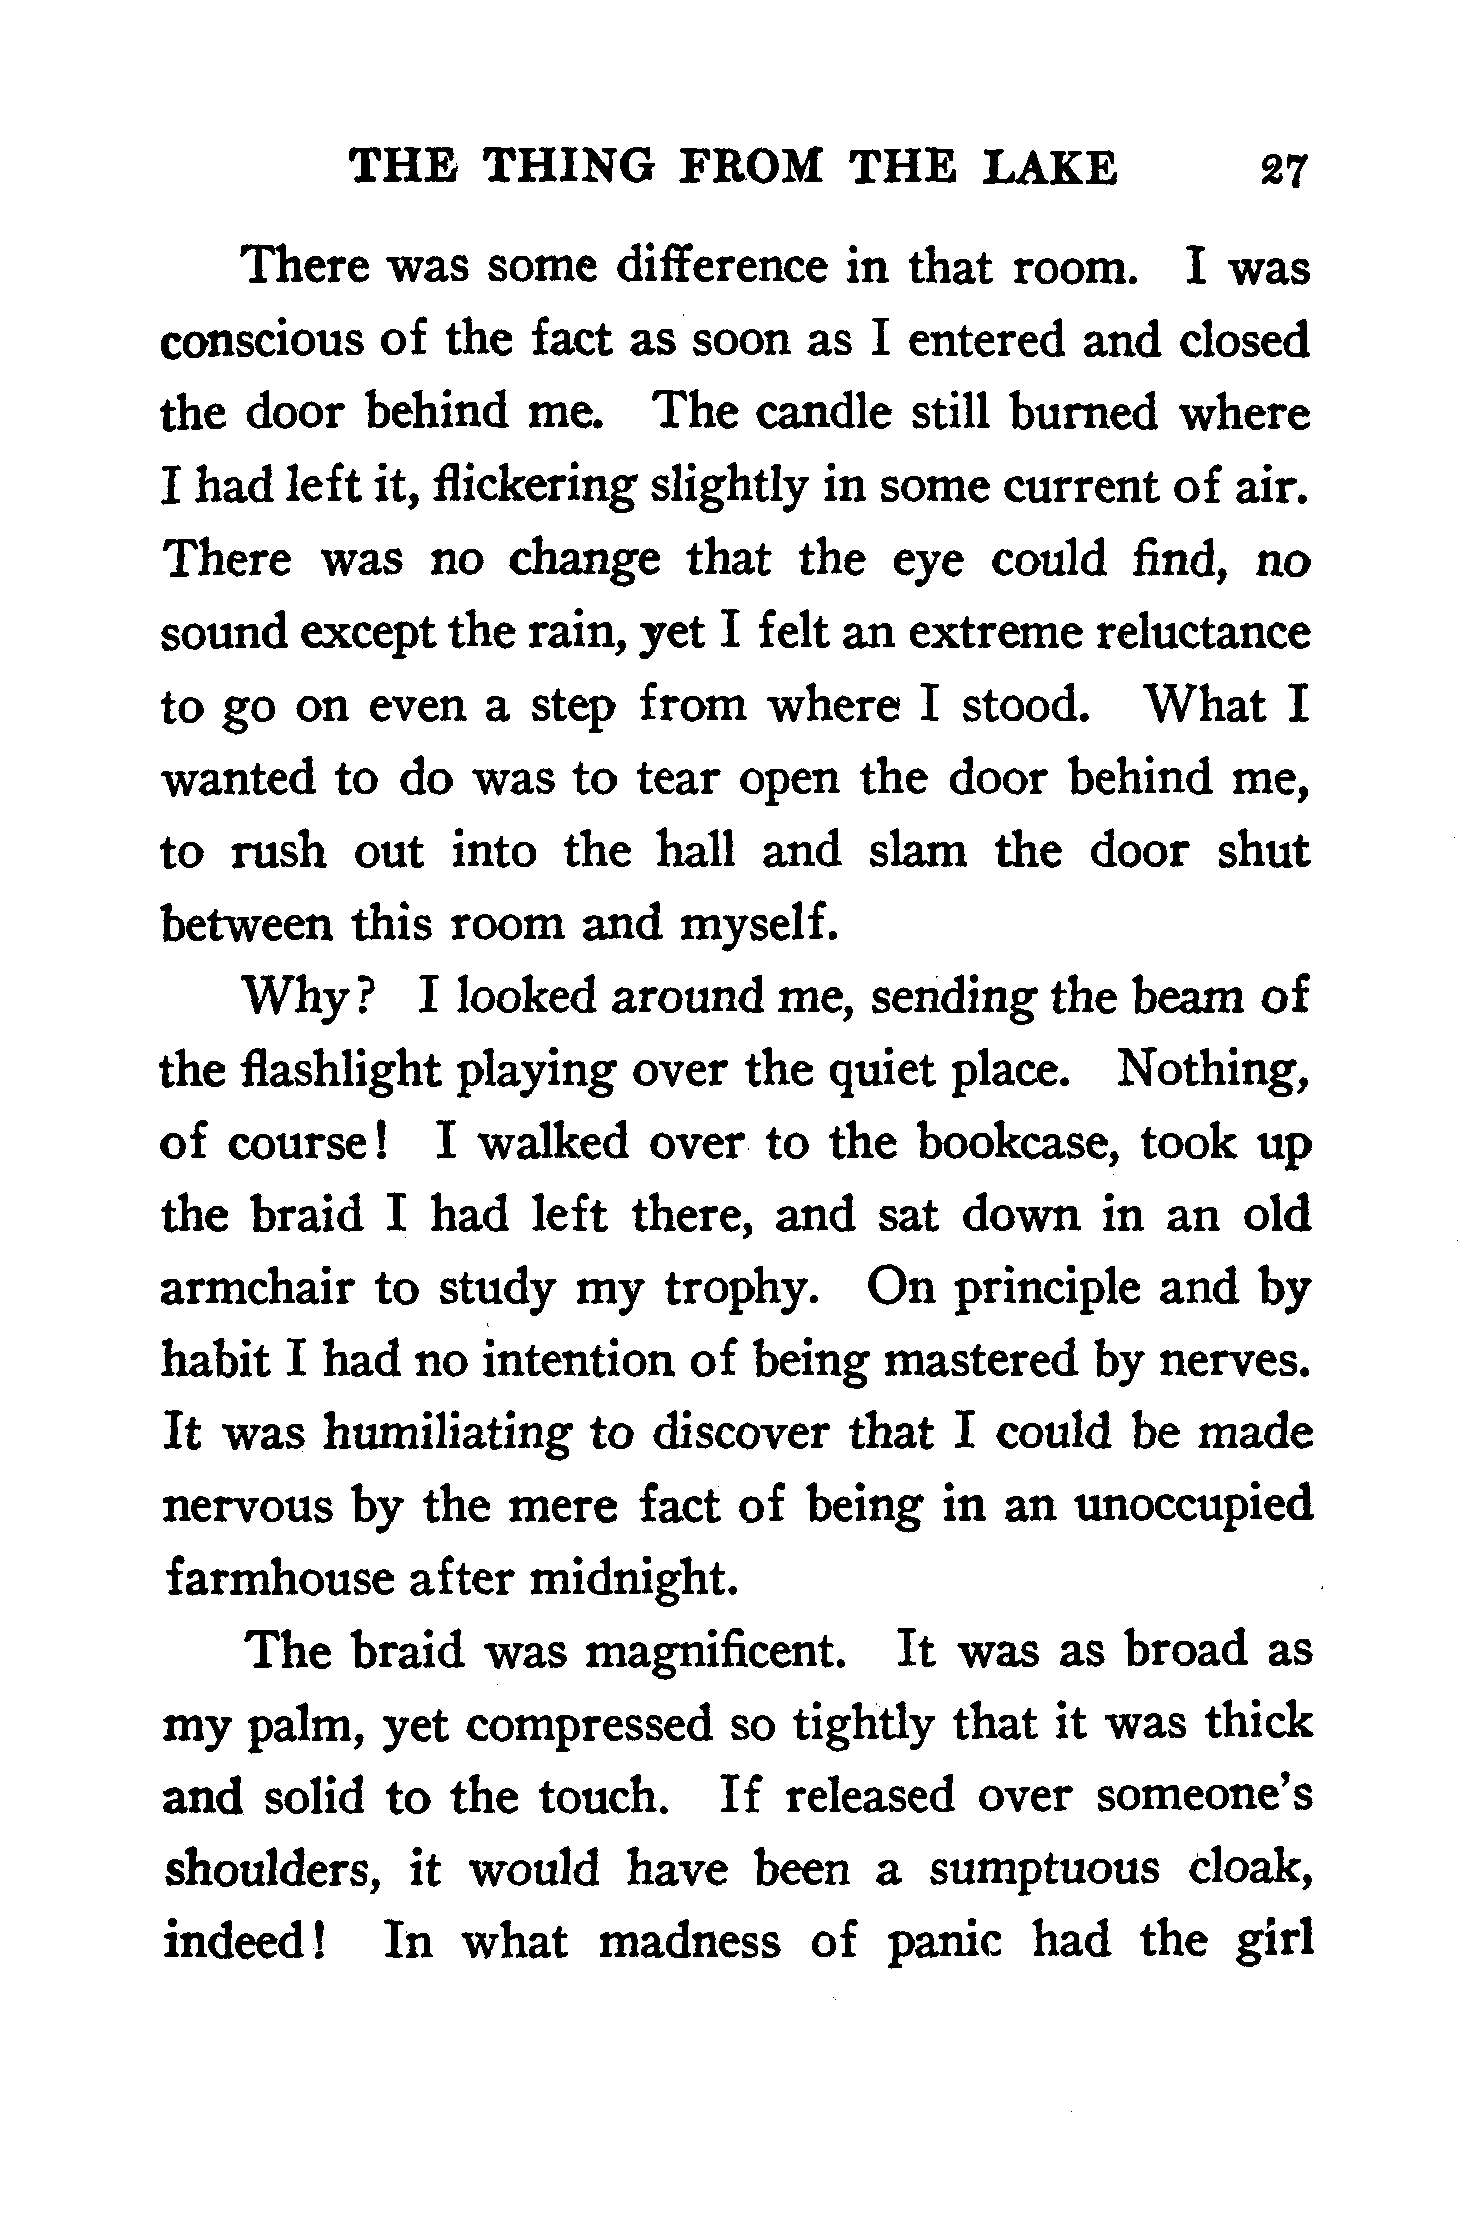 THE THING FROM THE LAKE 27
There was some difference in that room. I was
conscious of the fact as soon as I entered and closed
the door behind me. The candle still burned where
I had left it, flickering slightly in some current of air.
There was no change that the eye could find, no
sound except the rain, yet I felt an extreme reluctance
to go on even a step from where I stood. What I
wanted to do was to tear open the door behind me,
to rush out into the hall and slam the door shut
between this room and myself.
Why? I looked around me, sending the beam of
the flashlight playing over the quiet place. Nothing,
of course! I walked over to the bookcase, took up
the braid I had left there, and sat down in an old
armchair to study my trophy. On principle and by
habit I had no intention of being mastered by nerves.
It was humiliating to discover that I could be made
nervous by the mere fact of being in an unoccupied
farmhouse after midnight.
The braid was magnificent. It was as broad as
my palm, yet compressed so tightly that it was thick
and solid to the touch. If released over someone's
shoulders, it would have been a sumptuous cloak,
indeed! In what madness of panic had the girl